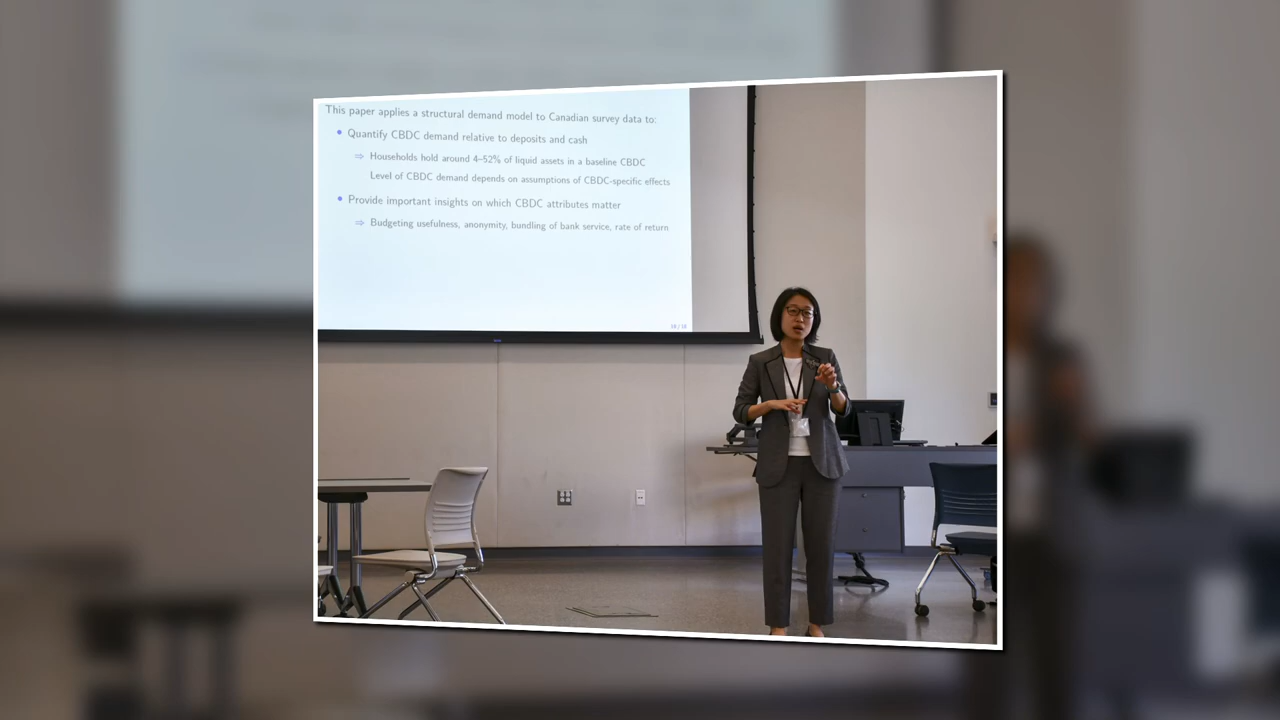 This paper applies a structural demand model to Canadian survey data to:
• Quantify CBDC demand relative to deposits and cash
⇒ Households hold around 4–52% of liquid assets in a baseline CBDC
Level of CBDC demand depends on assumptions of CBDC-specific effects
• Provide important insights on which CBDC attributes matter
⇒ Budgeting usefulness, anonymity, bundling of bank service, rate of return